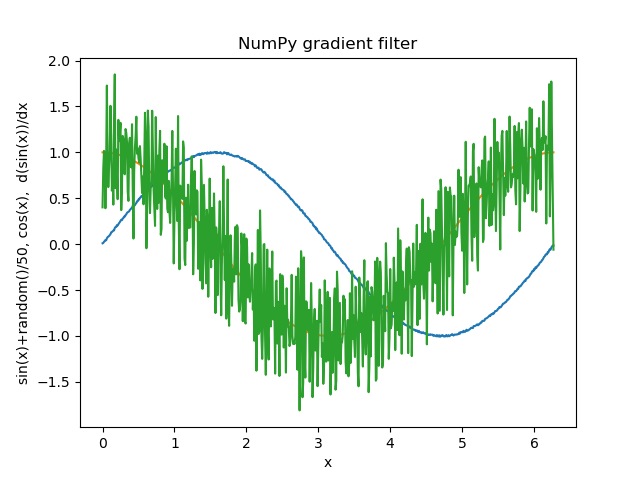 NumPy gradient filter
sin(x)+random()/50, cos(x),  d(sin(x))/dx
2.0
1.5
1.0
0.5
0.0
−0.5
−1.0
−1.5
0 1 2 3 4 5 6
x